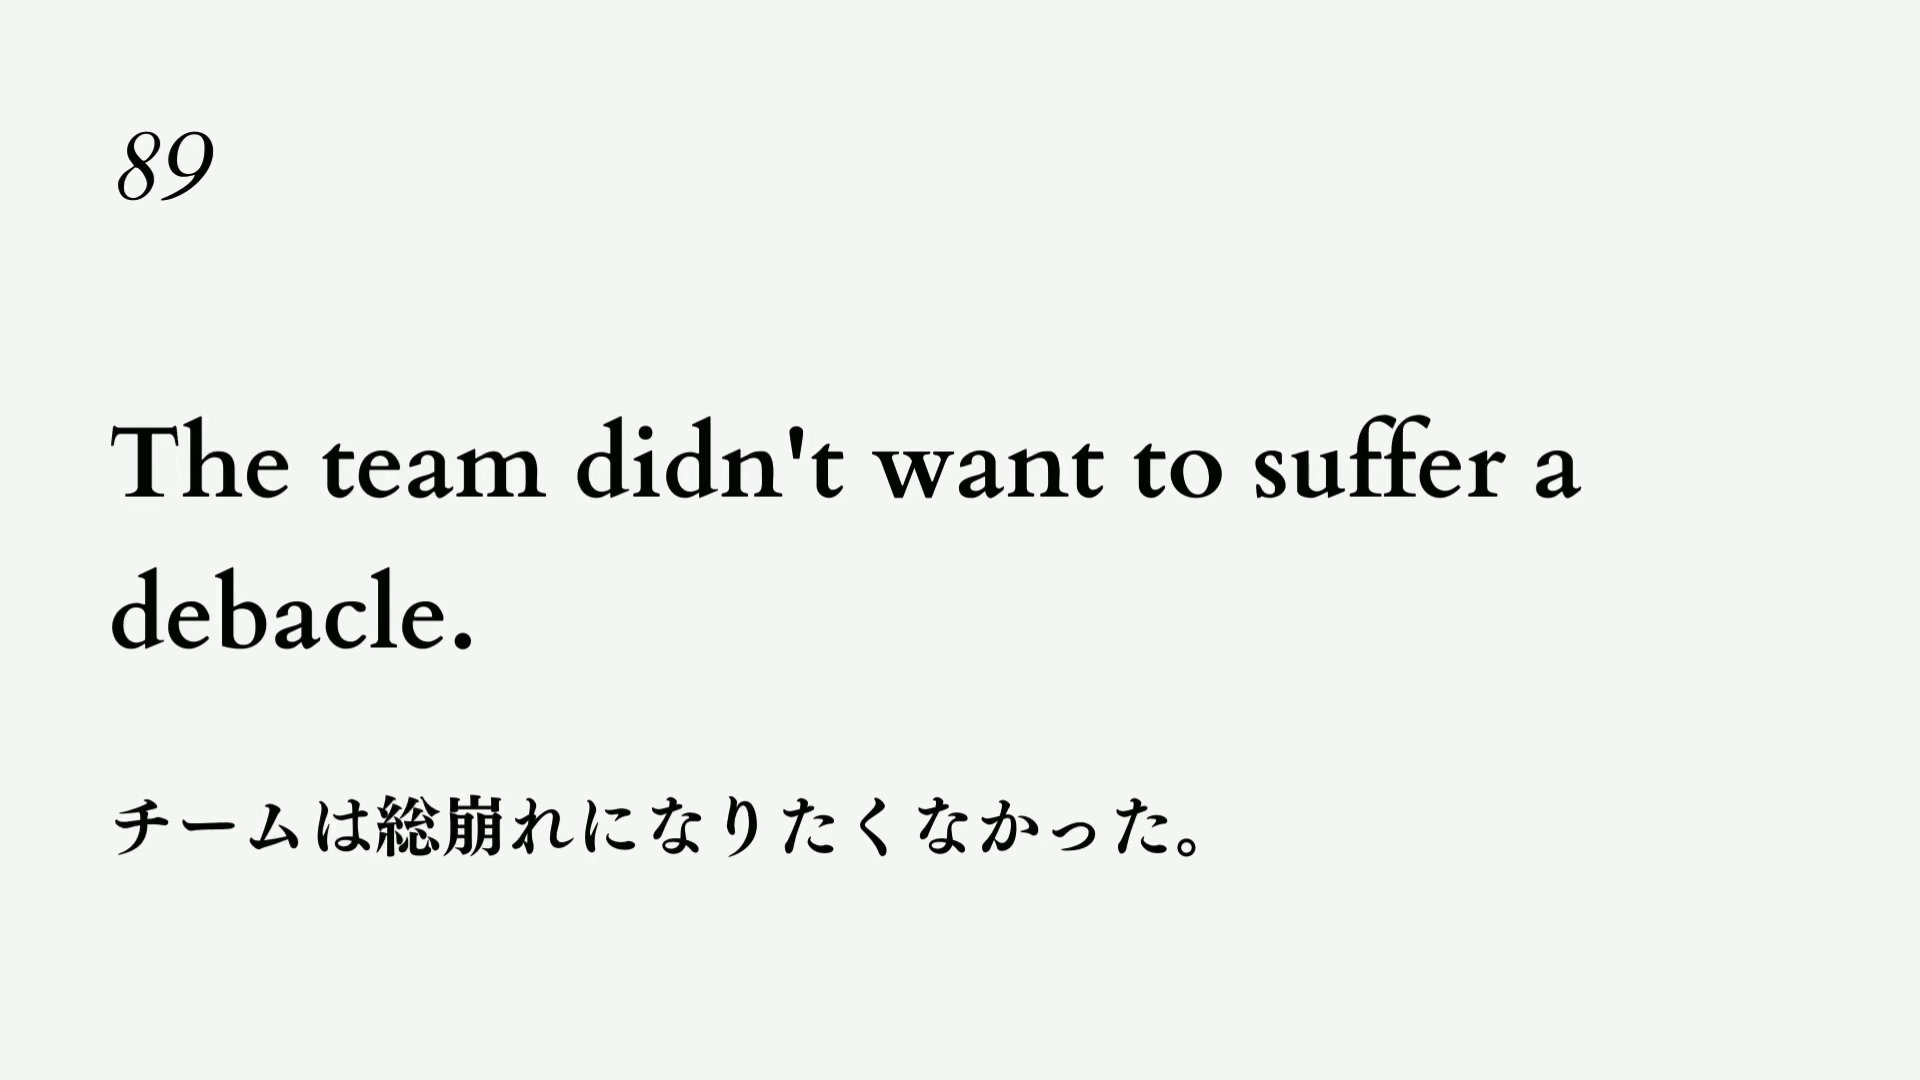 89
The team didn't want to suffer a
debacle.
チームは総崩れになりたくなかった。